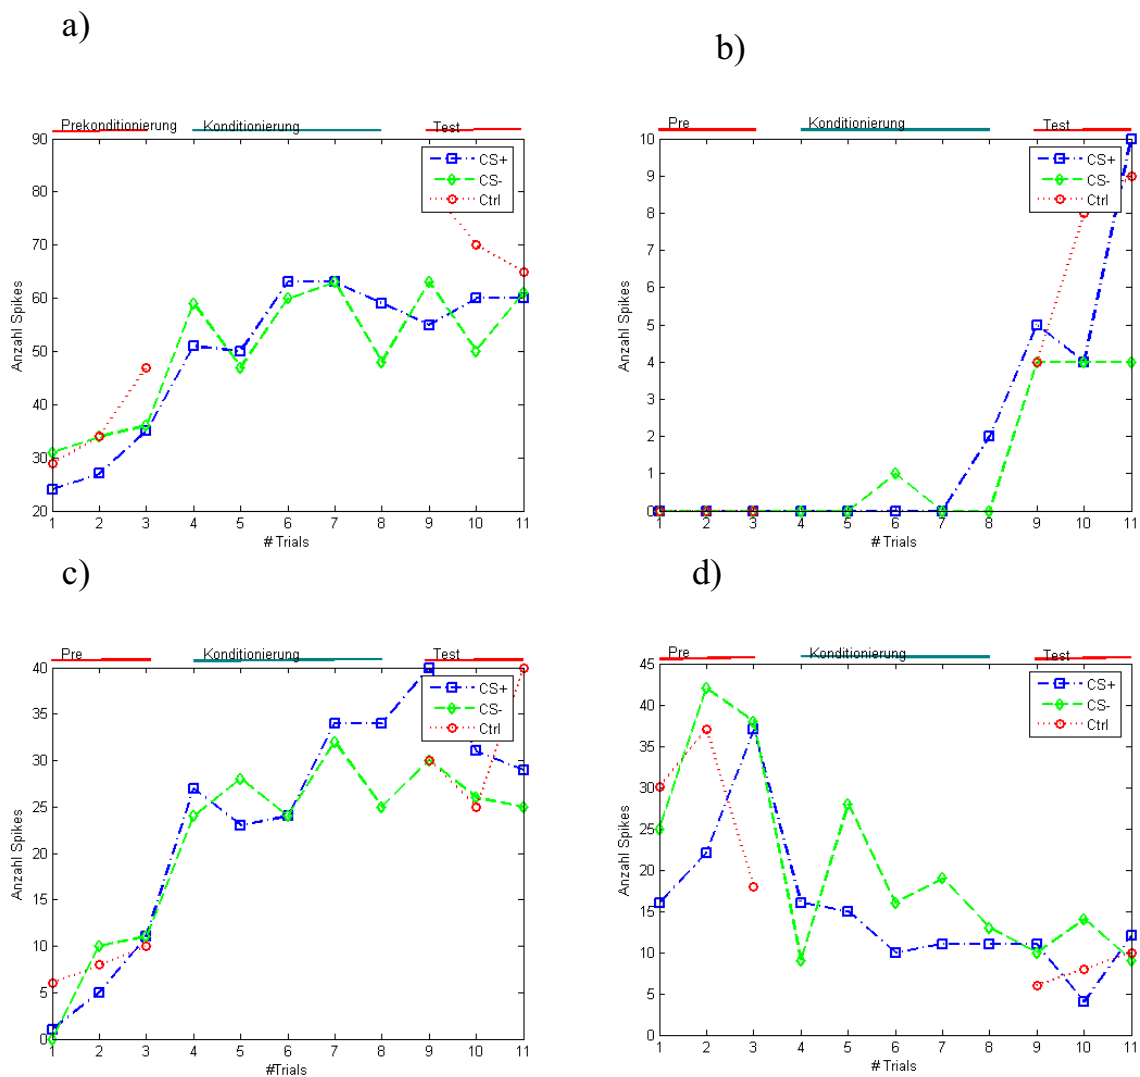 a)
Prekonditionierung Konditionierung Test
90
80
70
60
50
40
30
20
Anzahl Spikes
CS+
CS-
Ctrl
1 2 3 4 5 6 7 8 9 10 11
# Trials
b)
Pre Konditionierung Test
10
9
8
7
6
5
4
3
2
1
0
Anzahl Spikes
CS+
CS-
Ctrl
1 2 3 4 5 6 7 8 9 10 11
# Trials
c)
Pre Konditionierung Test
40
35
30
25
20
15
10
5
0
Anzahl Spikes
CS+
CS-
Ctrl
1 2 3 4 5 6 7 8 9 10 11
#Trials
d)
Pre Konditionierung Test
45
40
35
30
25
20
15
10
5
0
Anzahl Spikes
CS+
CS-
Ctrl
1 2 3 4 5 6 7 8 9 10 11
# Trials